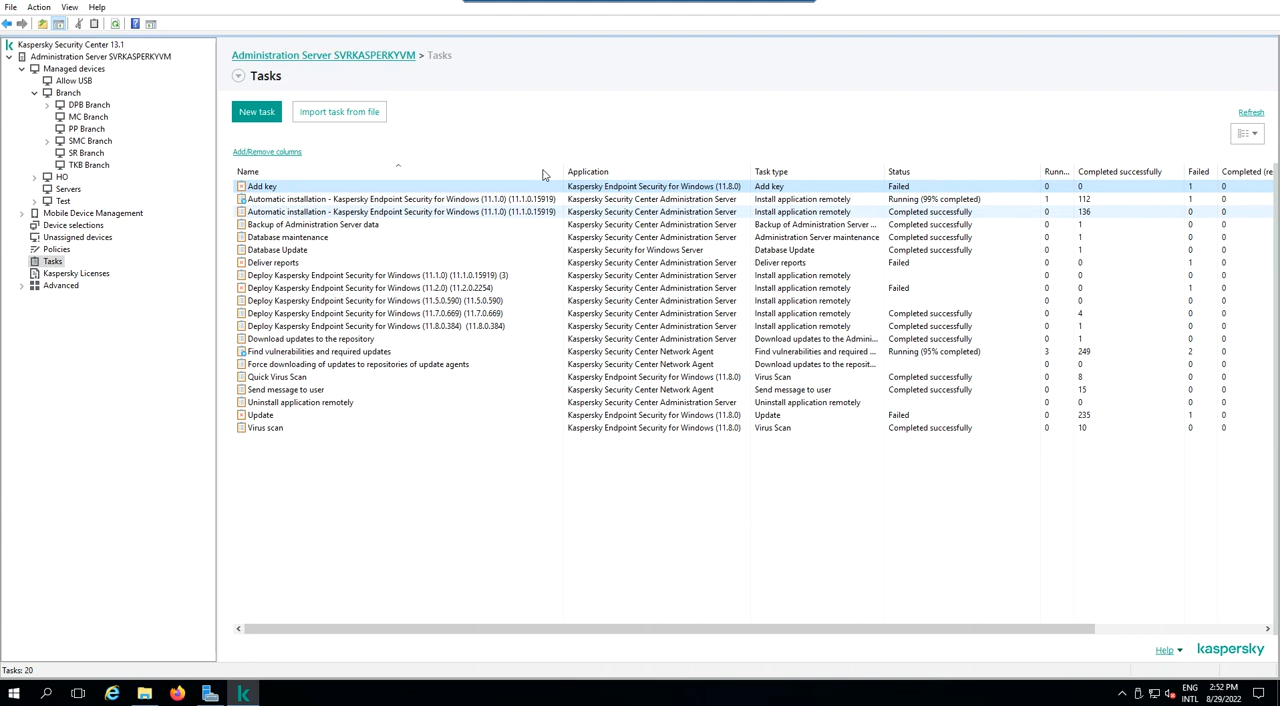 File Action View Help
Kaspersky Security Center 13.1
Administration Server SVRKASPERKYVM
Managed devices
Allow USB
Branch
DPB Branch
MC Branch
PP Branch
SMC Branch
SR Branch
TKB Branch
HO
Servers
Test
Mobile Device Management
Device selections
Unassigned devices
Policies
Tasks
Kaspersky Licenses
Advanced
Administration Server SVRKASPERKYVM > Tasks
Tasks
New task Import task from file
Refresh
Add/Remove columns
Name Application Task type Status Runn... Completed successfully Failed Completed (re
Add key Kaspersky Endpoint Security for Windows (11.8.0) Add key Failed 0 0 1 0
Automatic installation - Kaspersky Endpoint Security for Windows (11.1.0) (11.1.0.15919) Kaspersky Security Center Administration Server Install application remotely Running (99% completed) 1 112 1 0
Automatic installation - Kaspersky Endpoint Security for Windows (11.1.0) (11.1.0.15919) Kaspersky Security Center Administration Server Install application remotely Completed successfully 0 136 0 0
Backup of Administration Server data Kaspersky Security Center Administration Server Backup of Administration Server ... Completed successfully 0 1 0 0
Database maintenance Kaspersky Security Center Administration Server Administration Server maintenance Completed successfully 0 1 0 0
Database Update Kaspersky Security for Windows Server Database Update Completed successfully 0 1 0 0
Deliver reports Kaspersky Security Center Administration Server Deliver reports Failed 0 0 1 0
Deploy Kaspersky Endpoint Security for Windows (11.1.0) (11.1.0.15919) (3) Kaspersky Security Center Administration Server Install application remotely 0 0 0 0
Deploy Kaspersky Endpoint Security for Windows (11.2.0) (11.2.0.2254) Kaspersky Security Center Administration Server Install application remotely Failed 0 0 1 0
Deploy Kaspersky Endpoint Security for Windows (11.5.0.590) (11.5.0.590) Kaspersky Security Center Administration Server Install application remotely 0 0 0 0
Deploy Kaspersky Endpoint Security for Windows (11.7.0.669) (11.7.0.669) Kaspersky Security Center Administration Server Install application remotely Completed successfully 0 4 0 0
Deploy Kaspersky Endpoint Security for Windows (11.8.0.384) (11.8.0.384) Kaspersky Security Center Administration Server Install application remotely Completed successfully 0 1 0 0
Download updates to the repository Kaspersky Security Center Administration Server Download updates to the Admini... Completed successfully 0 1 0 0
Find vulnerabilities and required updates Kaspersky Security Center Network Agent Find vulnerabilities and required ... Running (95% completed) 3 249 2 0
Force downloading of updates to repositories of update agents Kaspersky Security Center Network Agent Download updates to the reposit... 0 0 0 0
Quick Virus Scan Kaspersky Endpoint Security for Windows (11.8.0) Virus Scan Completed successfully 0 8 0 0
Send message to user Kaspersky Security Center Network Agent Send message to user Completed successfully 0 15 0 0
Uninstall application remotely Kaspersky Security Center Administration Server Uninstall application remotely 0 0 0 0
Update Kaspersky Endpoint Security for Windows (11.8.0) Update Failed 0 235 1 0
Virus scan Kaspersky Endpoint Security for Windows (11.8.0) Virus Scan Completed successfully 0 10 0 0
Help kaspersky
Tasks: 20
ENG 2:52 PM
INTL 8/29/2022